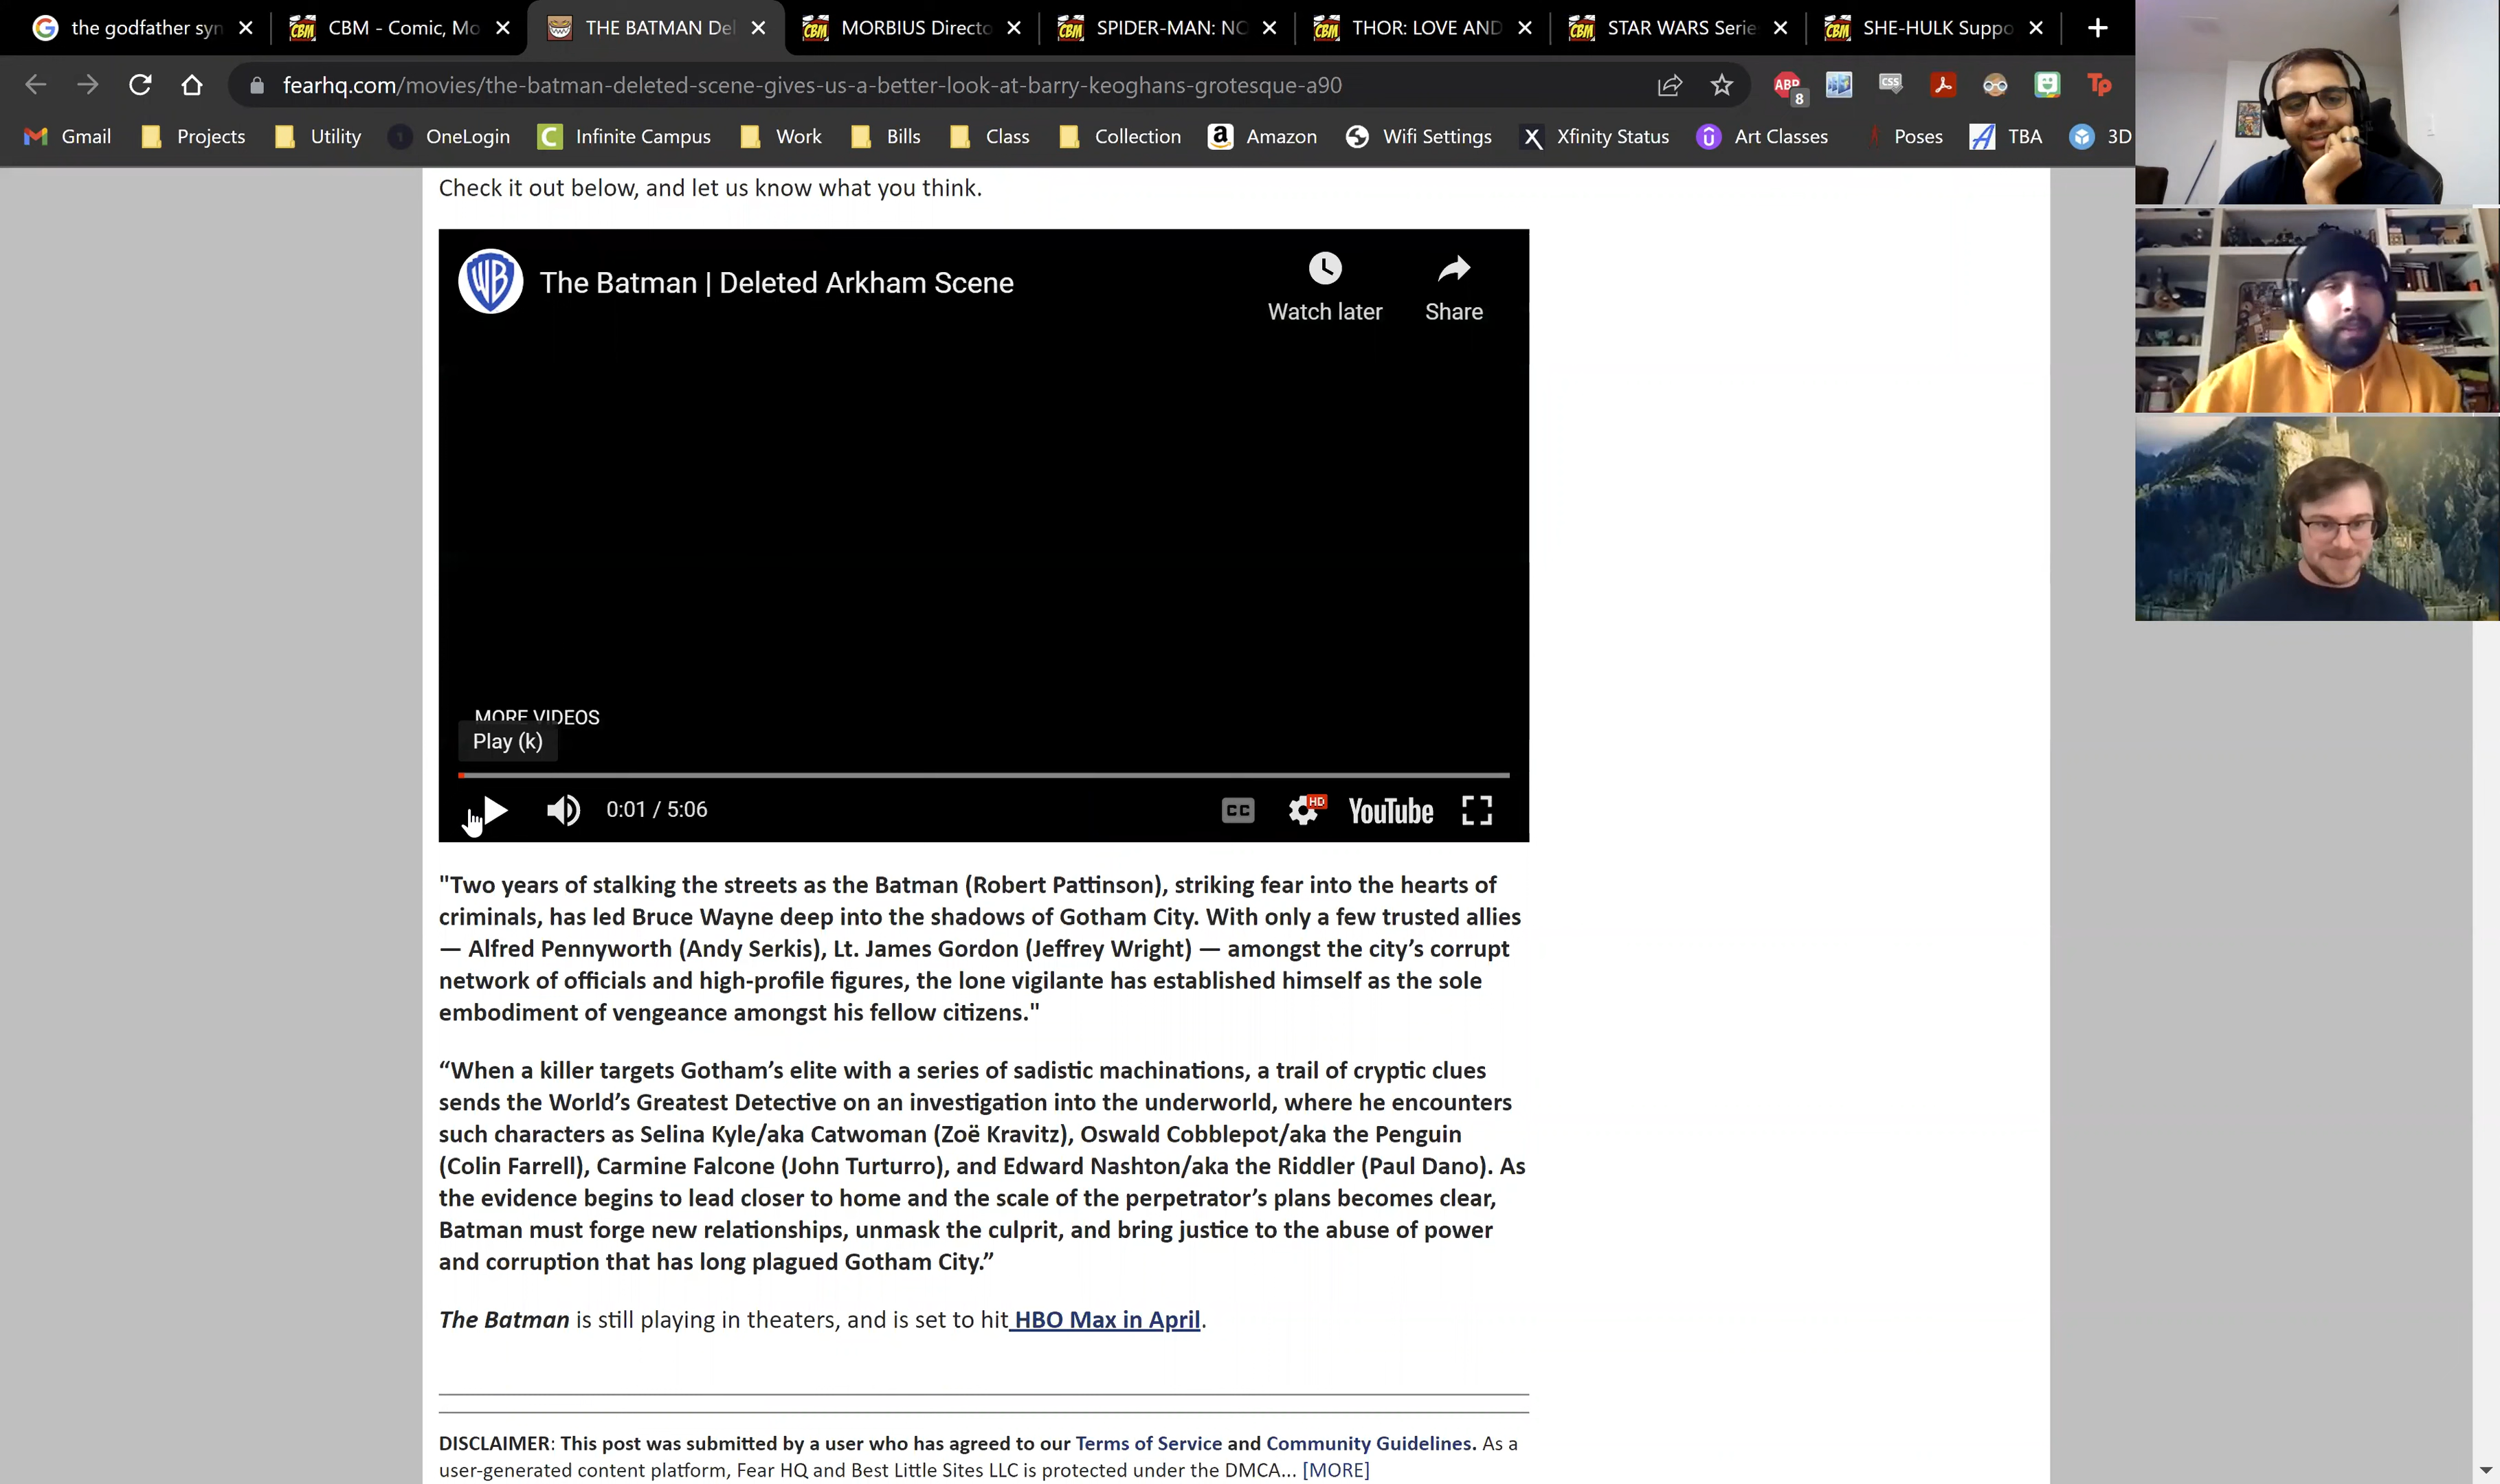 the godfather syn
CBM - Comic, Mo
THE BATMAN Del
MORBIUS Directo
SPIDER-MAN: NO
THOR: LOVE AND
STAR WARS Serie
SHE-HULK Suppo
fearhq.com/movies/the-batman-deleted-scene-gives-us-a-better-look-at-barry-keoghans-grotesque-a90
ABP
8
CSS
Tp
Gmail
Projects
Utility
OneLogin
Infinite Campus
Work
Bills
Class
Collection
Amazon
Wifi Settings
Xfinity Status
Art Classes
Poses
TBA
3D
Check it out below, and let us know what you think.
WB
The Batman | Deleted Arkham Scene
Watch later
Share
MORE VIDEOS
Play (k)
0:01 / 5:06
CC
HD
YouTube
"Two years of stalking the streets as the Batman (Robert Pattinson), striking fear into the hearts of
criminals, has led Bruce Wayne deep into the shadows of Gotham City. With only a few trusted allies
— Alfred Pennyworth (Andy Serkis), Lt. James Gordon (Jeffrey Wright) — amongst the city's corrupt
network of officials and high-profile figures, the lone vigilante has established himself as the sole
embodiment of vengeance amongst his fellow citizens."
“When a killer targets Gotham’s elite with a series of sadistic machinations, a trail of cryptic clues
sends the World’s Greatest Detective on an investigation into the underworld, where he encounters
such characters as Selina Kyle/aka Catwoman (Zoë Kravitz), Oswald Cobblepot/aka the Penguin
(Colin Farrell), Carmine Falcone (John Turturro), and Edward Nashton/aka the Riddler (Paul Dano). As
the evidence begins to lead closer to home and the scale of the perpetrator’s plans becomes clear,
Batman must forge new relationships, unmask the culprit, and bring justice to the abuse of power
and corruption that has long plagued Gotham City.”
The Batman is still playing in theaters, and is set to hit HBO Max in April.
DISCLAIMER: This post was submitted by a user who has agreed to our Terms of Service and Community Guidelines. As a
user-generated content platform, Fear HQ and Best Little Sites LLC is protected under the DMCA... [MORE]